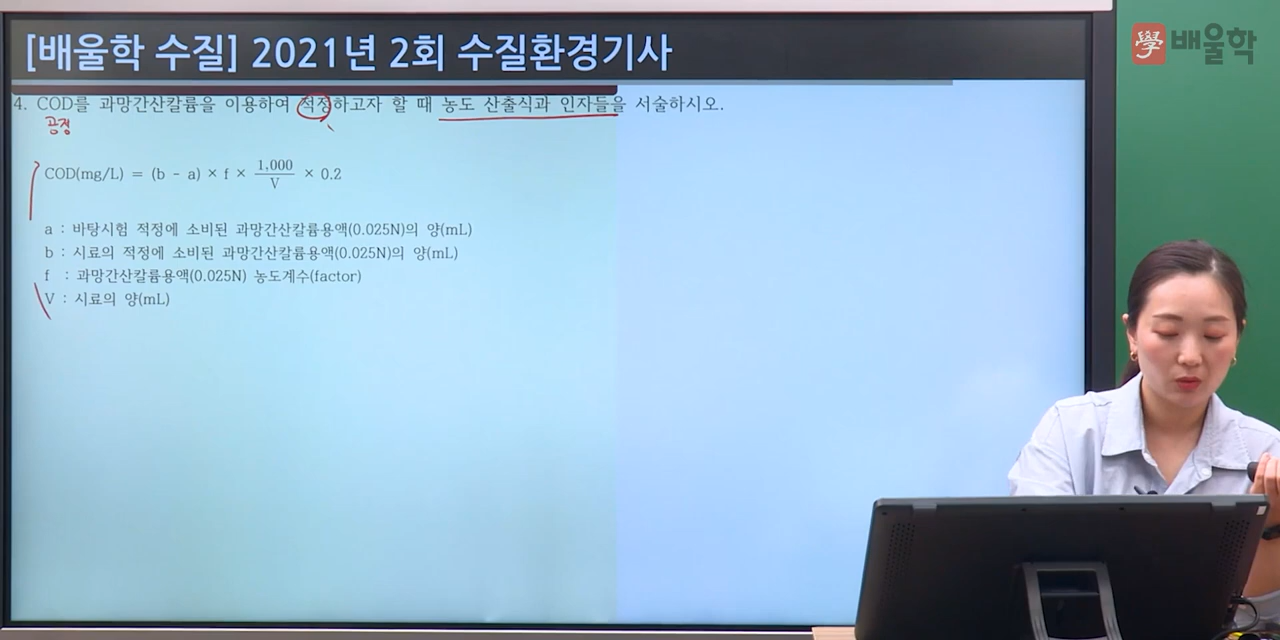 [배울학 수질] 2021년 2회 수질환경기사
學 배울학
4. COD를 과망간산칼륨을 이용하여 적정하고자 할 때 농도 산출식과 인자들을 서술하시오.
공정
COD(mg/L) = (b - a) × f × 1,000/V × 0.2
a : 바탕시험 적정에 소비된 과망간산칼륨용액(0.025N)의 양(mL)
b : 시료의 적정에 소비된 과망간산칼륨용액(0.025N)의 양(mL)
f : 과망간산칼륨용액(0.025N) 농도계수(factor)
V : 시료의 양(mL)